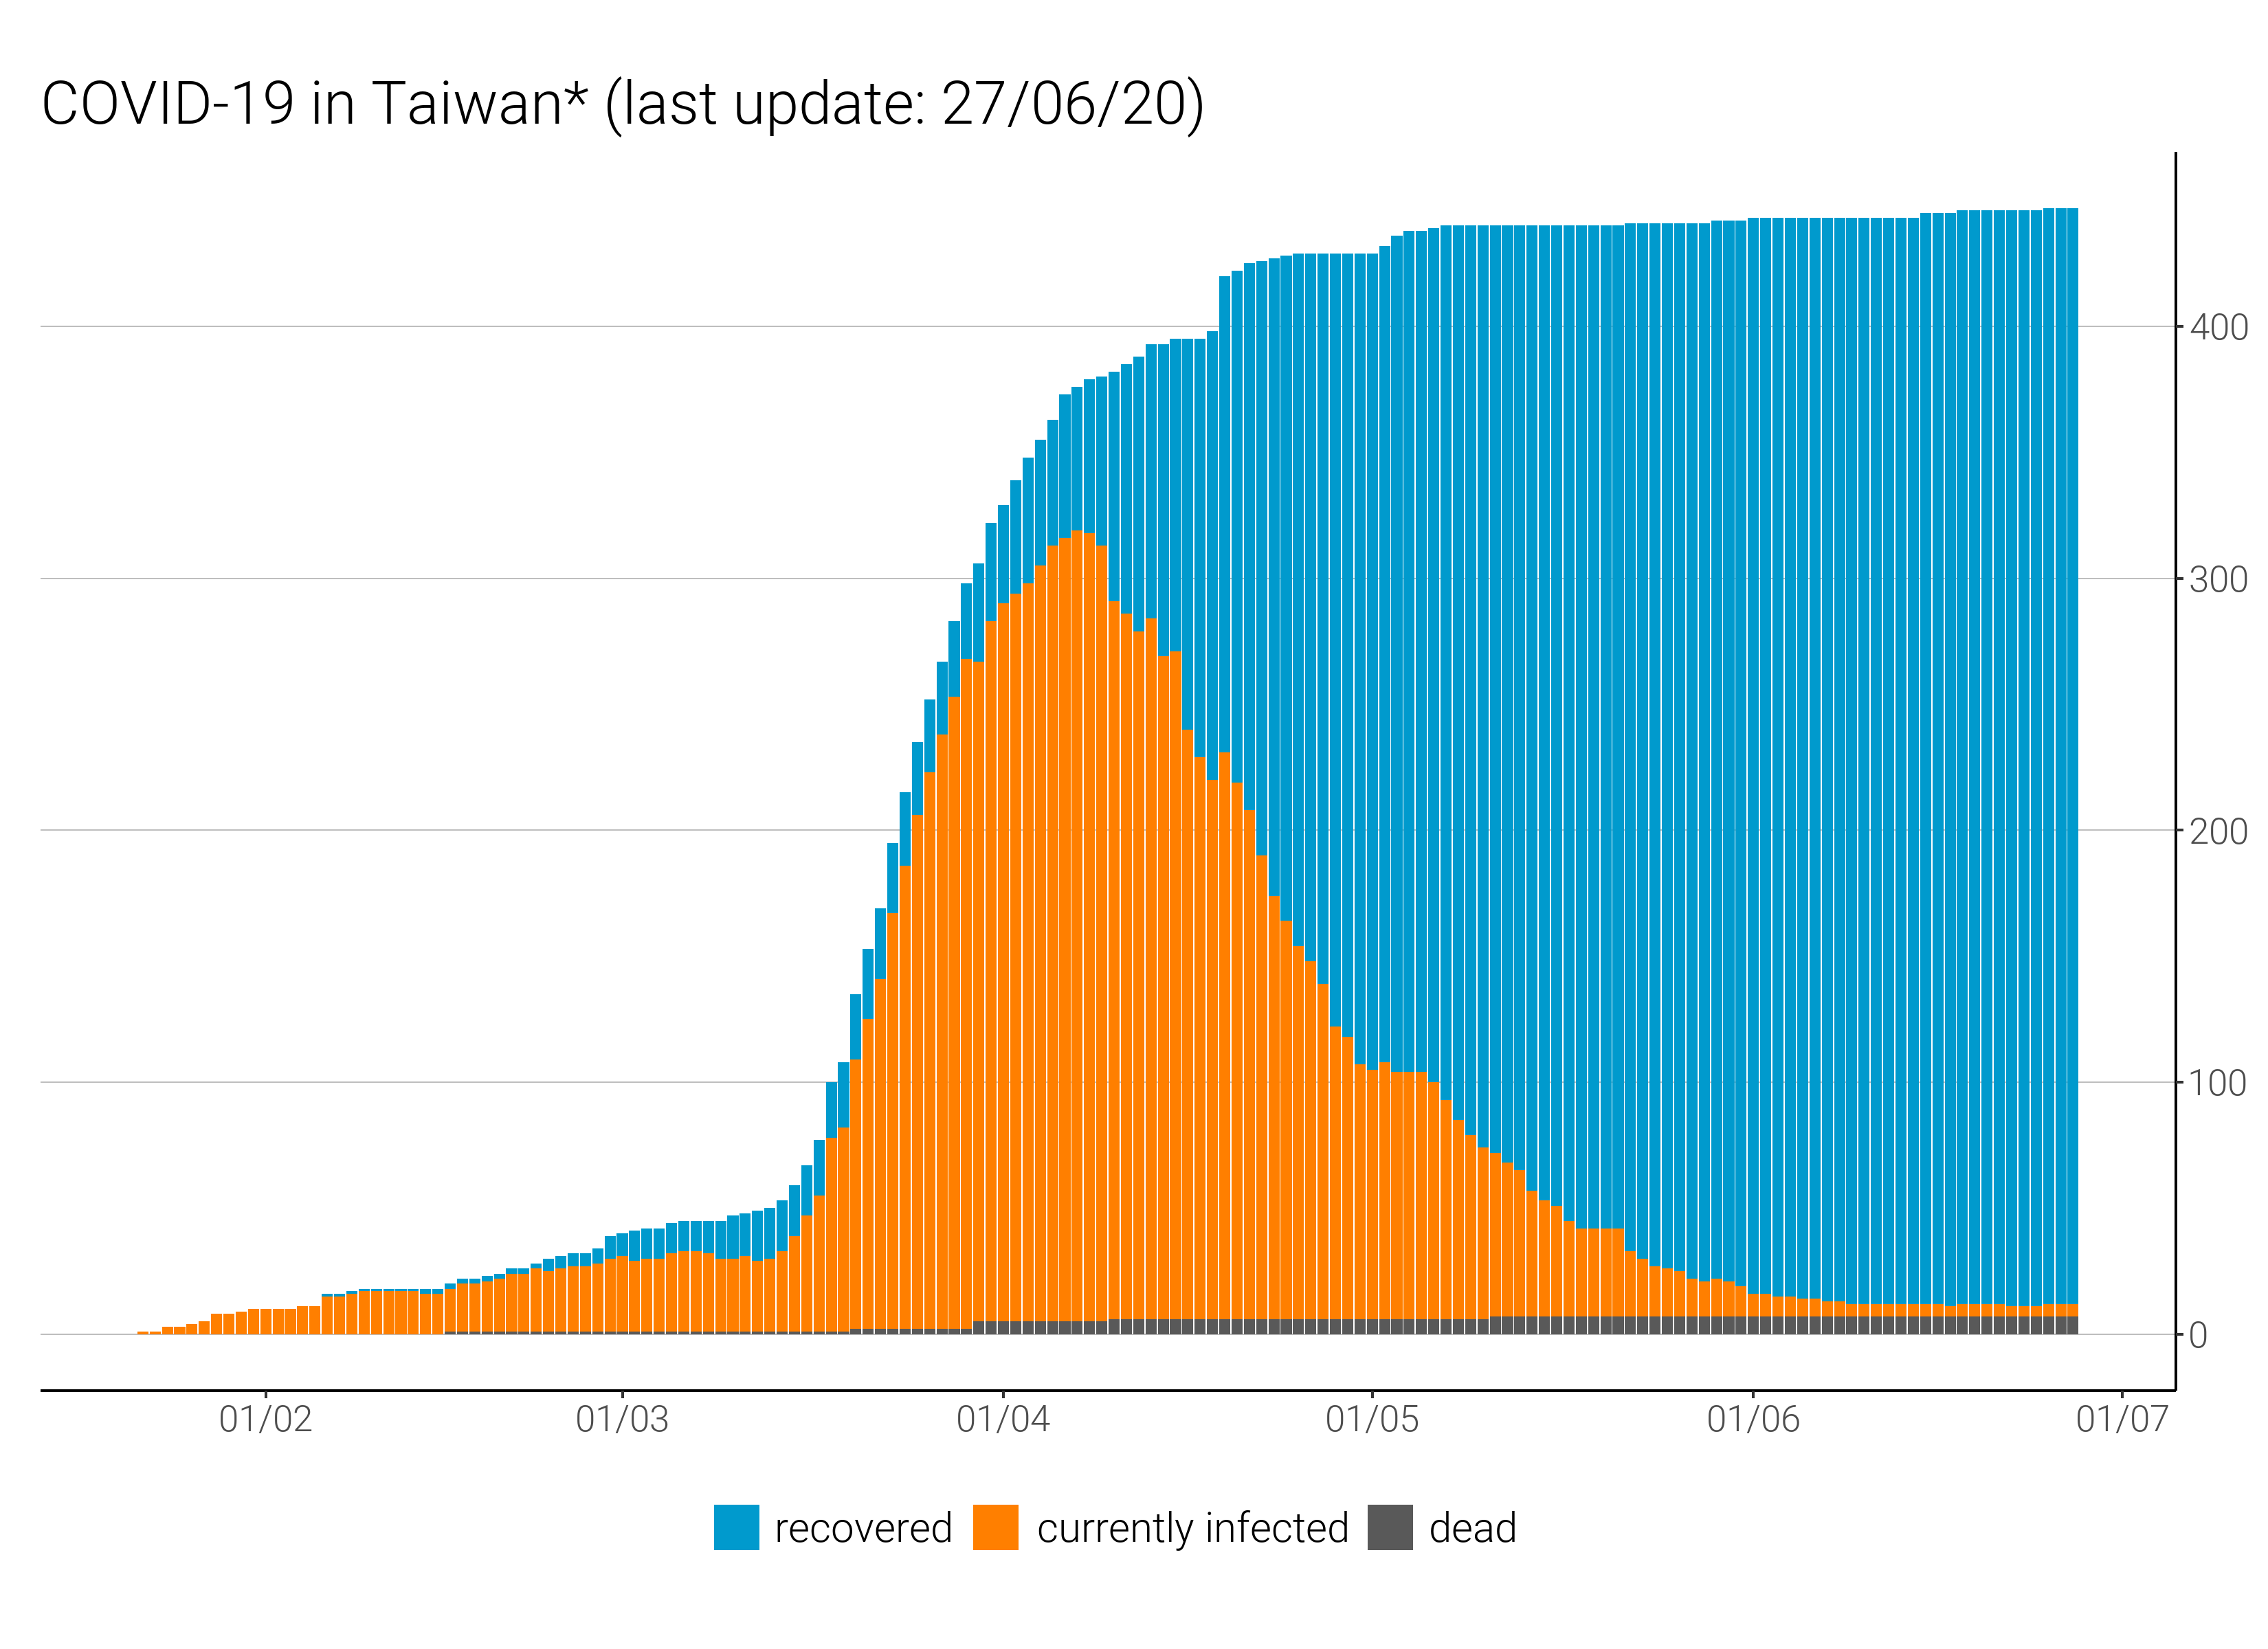 COVID-19 in Taiwan* (last update: 27/06/20)
400
300
200
100
0
01/02 01/03 01/04 01/05 01/06 01/07
recovered currently infected dead